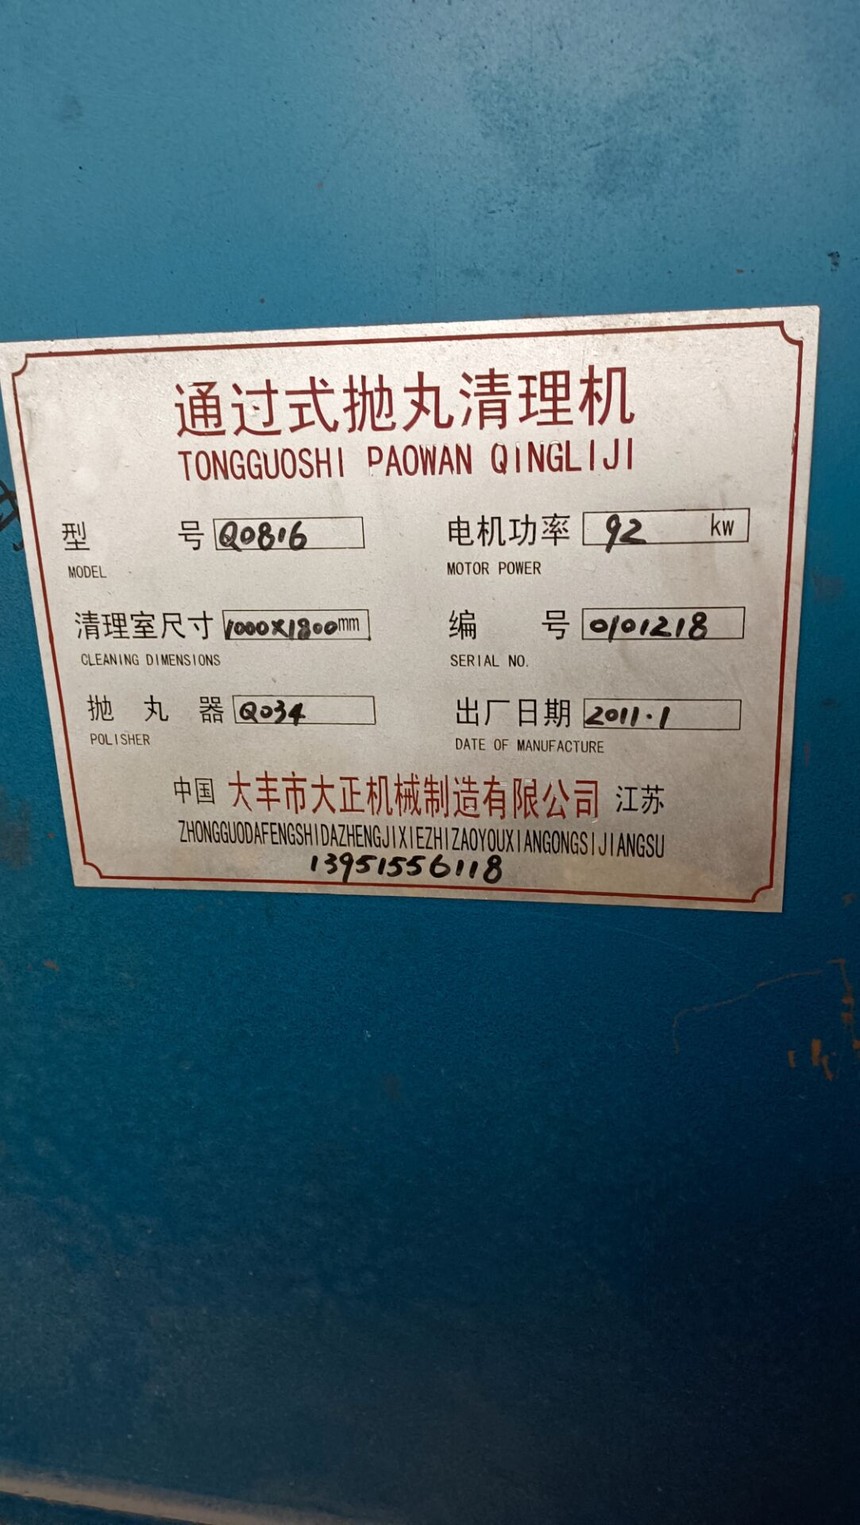 通过式抛丸清理机
TONGGUOSHI PAOWAN QINGLIJI
型 号 Q0816 电机功率 92 kw
MODEL MOTOR POWER
清理室尺寸 1000X1800mm 编 号 0101218
CLEANING DIMENSIONS SERIAL NO.
抛 丸 器 Q034 出厂日期 2011.1
POLISHER DATE OF MANUFACTURE
中国 大丰市大正机械制造有限公司 江苏
ZHONGGUODAFENGSHIDAZHENGJIXIEZHIZAOYOUXIANGONGSIJIANGSU
13951556118